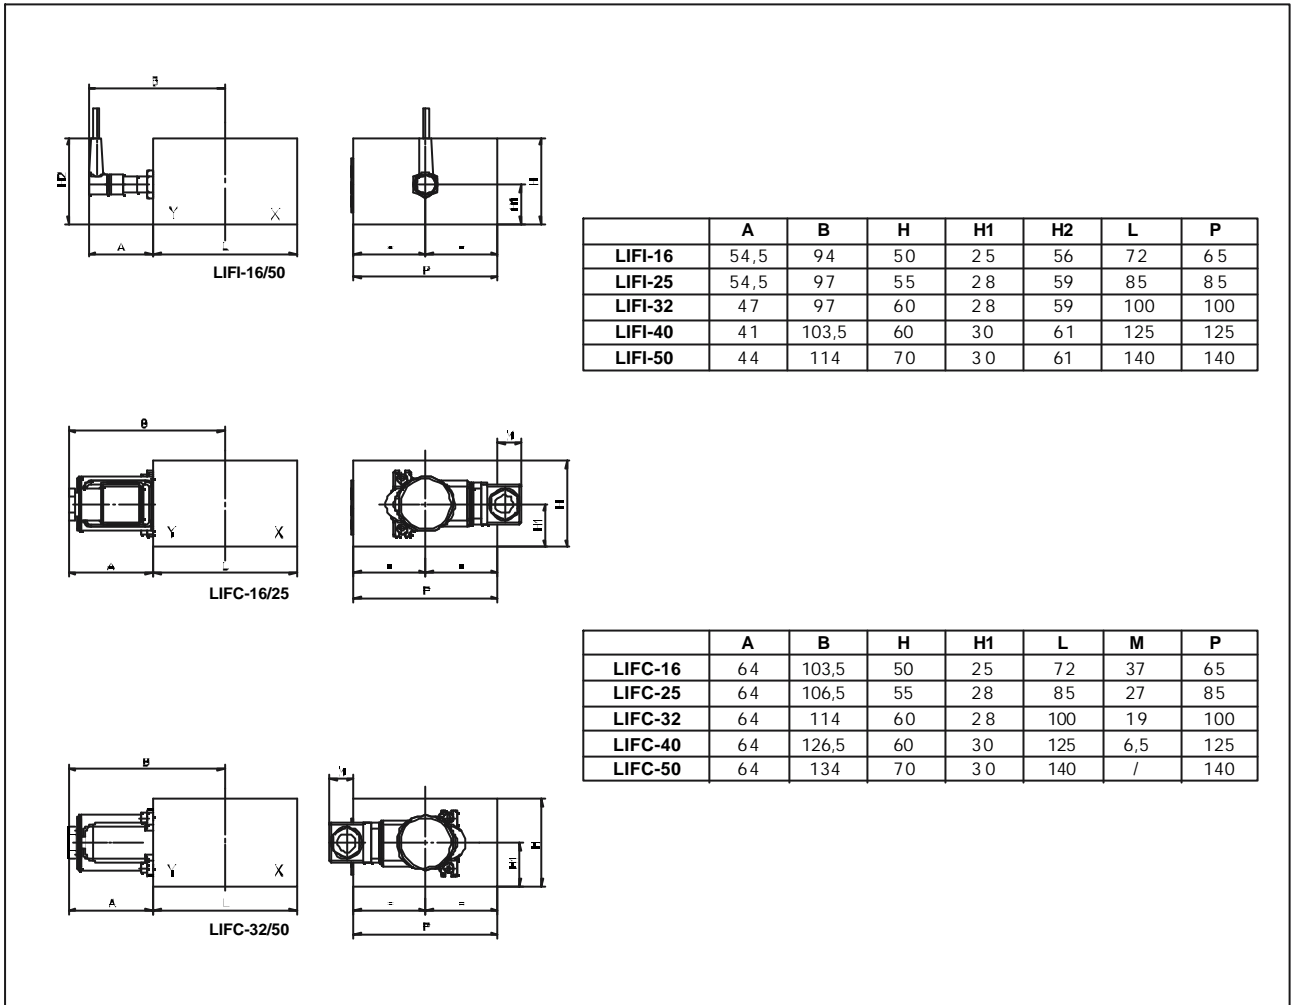 B
H2
H
H1
Y X
A L
P
LIFI-16/50
A B H H1 H2 L P
LIFI-16 54,5 94 50 25 56 72 65
LIFI-25 54,5 97 55 28 59 85 85
LIFI-32 47 97 60 28 59 100 100
LIFI-40 41 103,5 60 30 61 125 125
LIFI-50 44 114 70 30 61 140 140
B
H
H1
Y X
A L
P
LIFC-16/25
A B H H1 L M P
LIFC-16 64 103,5 50 25 72 37 65
LIFC-25 64 106,5 55 28 85 27 85
LIFC-32 64 114 60 28 100 19 100
LIFC-40 64 126,5 60 30 125 6,5 125
LIFC-50 64 134 70 30 140 / 140
B
H
H1
Y X
A L
P
LIFC-32/50